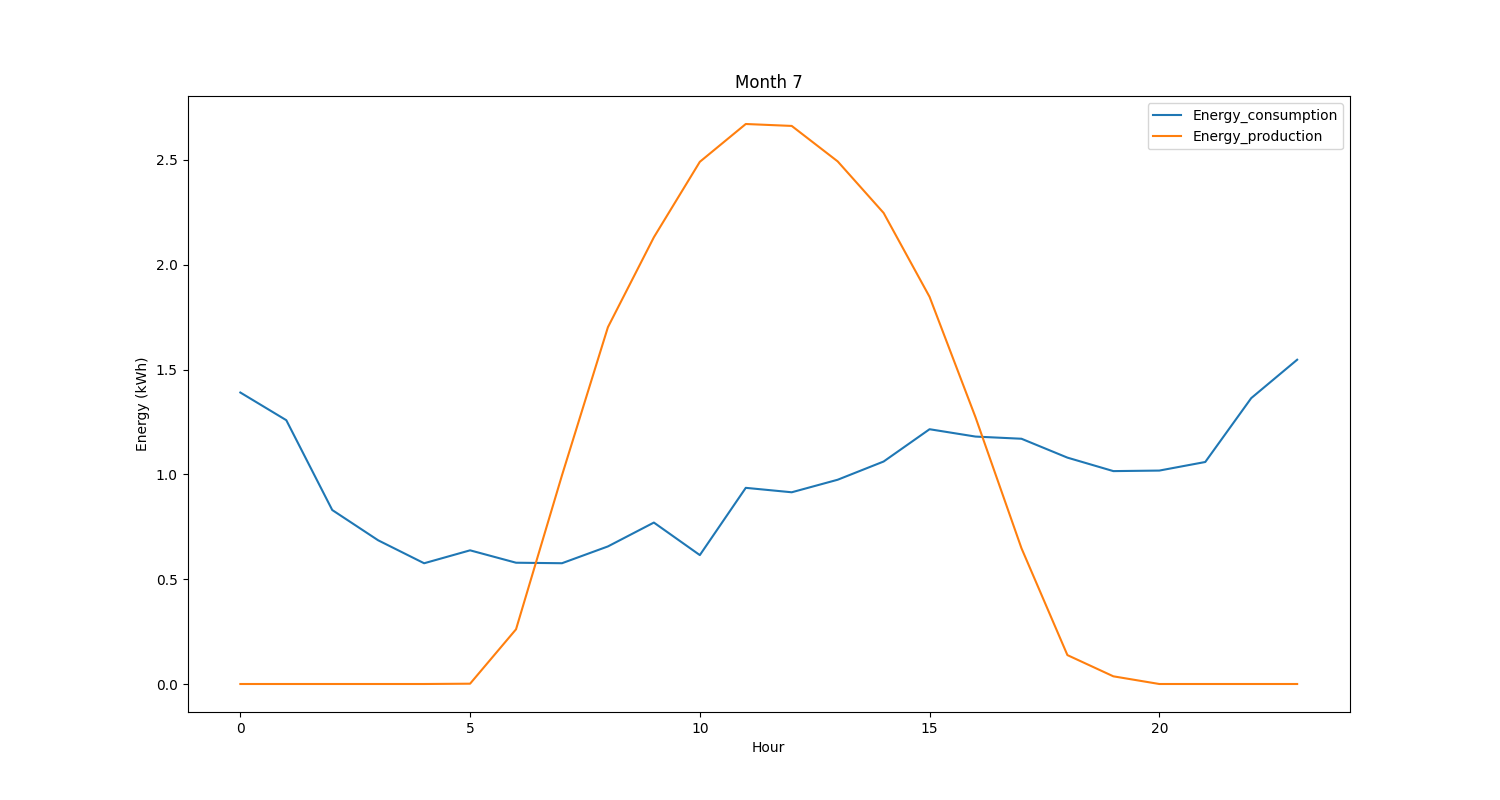 Month 7
Energy_consumption
Energy_production
Energy (kWh)
2.5
2.0
1.5
1.0
0.5
0.0
0 5 10 15 20
Hour